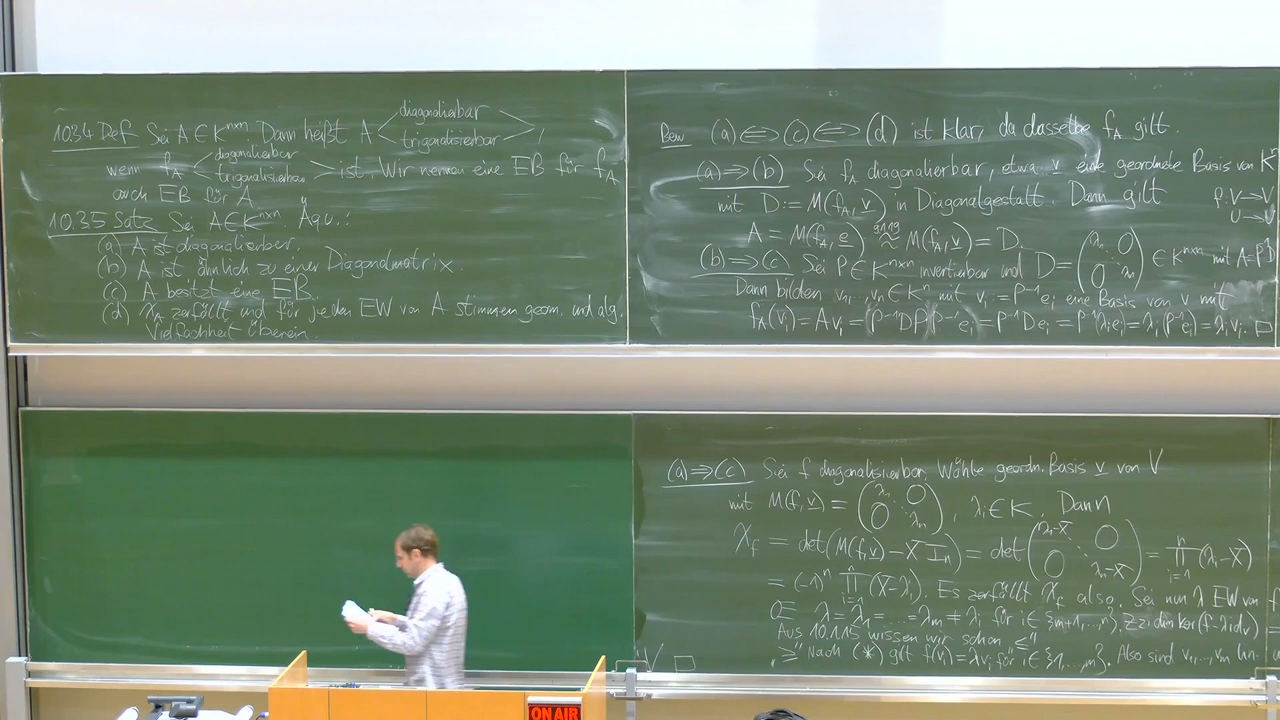 10.34 Def Sei A ∈ K^{n×n}. Dann heißt A < diagonalisierbar / trigonalisierbar > ,
wenn f_A < diagonalisierbar / trigonalisierbar > ist. Wir nennen eine EB für f_A
auch EB für A
10.35 Satz Sei A ∈ K^{n×n}. Äqu.:
(a) A ist diagonalisierbar.
(b) A ist ähnlich zu einer Diagonalmatrix.
(c) A besitzt eine EB.
(d) χ_A zerfällt und für jeden EW von A stimmen geom. und alg.
Vielfachheit überein.
Bew (a) ⟺ (c) ⟺ (d) ist klar, da dasselbe f_A gilt.
(a) ⟹ (b) Sei f_A diagonalisierbar, etwa v eine geordnete Basis von K^n
mit D := M(f_A, v) in Diagonalgestalt. Dann gilt
A = M(f_A, e) ≈ M(f_A, v) = D.
(b) ⟹ (c) Sei P ∈ K^{n×n} invertierbar und D = (λ_1 0 ⋱ 0 λ_n) ∈ K^{n×n} mit A = P^{-1}D
Dann bilden v_1, v_n ∈ K^n mit v_i = P^{-1} e_i eine Basis von v mit
f_A(v_i) = A v_i = (P^{-1}DP)(P^{-1}e_i) = P^{-1}De_i = P^{-1}(λ_i e_i) = λ_i(P^{-1}e_i) = λ_i v_i. □
(a) ⟹ (c) Sei f diagonalisierbar. Wähle geordn. Basis v von V
mit M(f, v) = (λ_1 0 ⋱ 0 λ_n), λ_i ∈ K. Dann
χ_f = det(M(f,v) − X I_n) = det(λ_1−X 0 ⋱ 0 λ_n−X) = ∏_{i=1}^n (λ_i−X)
= (−1)^n ∏_{i=1}^n (X−λ_i). Es zerfällt χ_f also. Sei nun λ EW von
Œ λ = λ_1 = ... = λ_m ≠ λ_i für i ∈ {m+1,...,n}. Z.zi dim ker(f−λ id_V)
Aus 10.115 wissen wir schon „≤"
„≥" Nach (*) gilt f(v_i) = λv_i für i ∈ {1,...,m}. Also sind v_1,...,v_m lin.
□
ON AIR